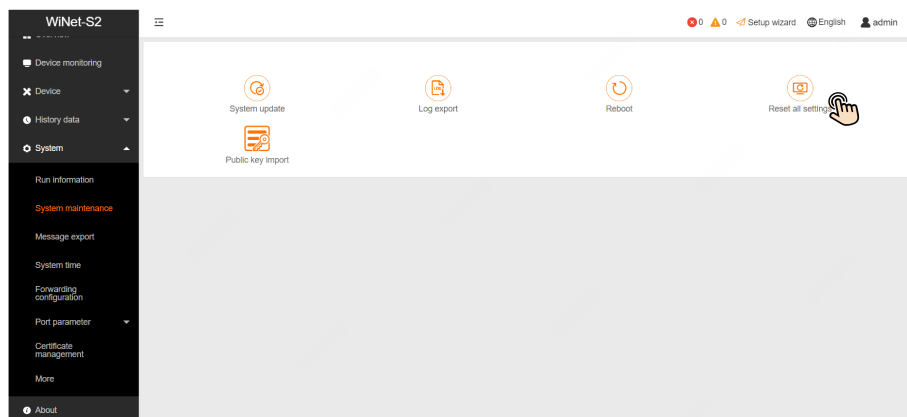 WiNet-S2
0
0
Setup wizard
English
admin
Overview
Device monitoring
Device
History data
System
Run information
System maintenance
Message export
System time
Forwarding
configuration
Port parameter
Certificate
management
More
About
System update
LOG
Log export
Reboot
Reset all settings
Public key import